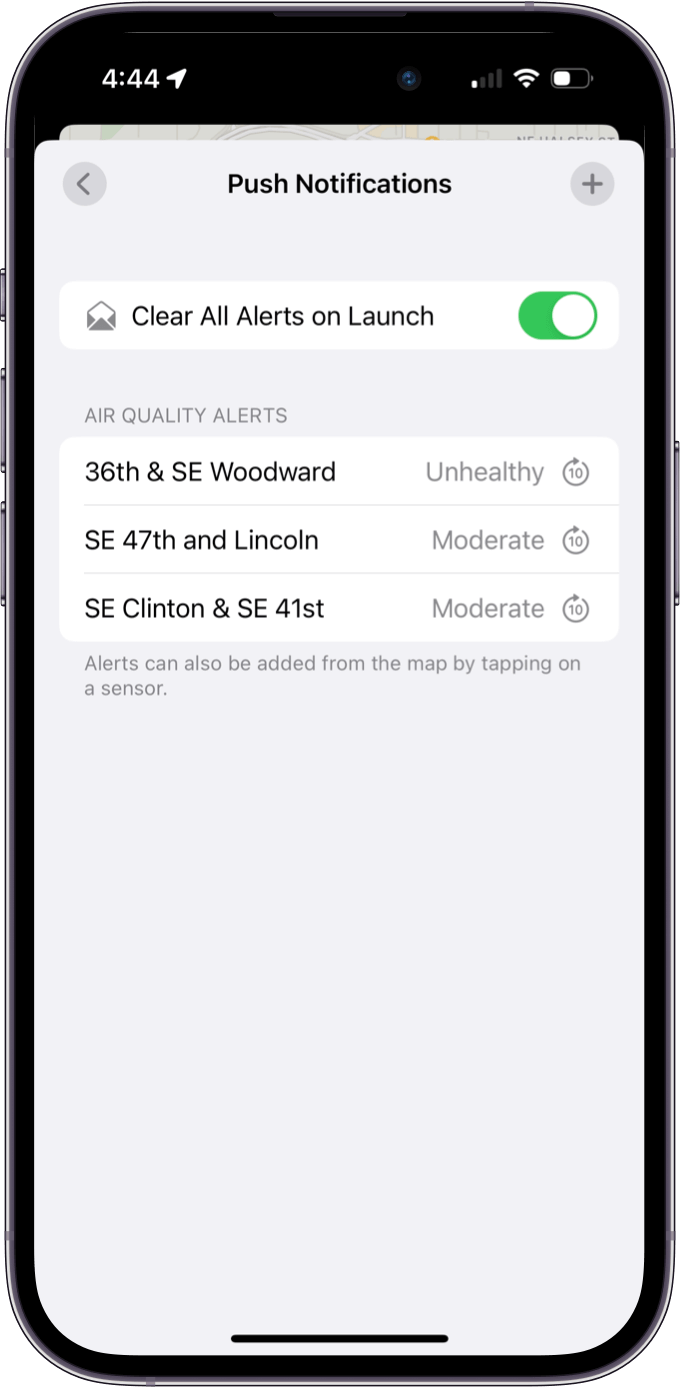 4:44
NE HALSEY ST
Push Notifications
Clear All Alerts on Launch
AIR QUALITY ALERTS
36th & SE Woodward Unhealthy 10
SE 47th and Lincoln Moderate 10
SE Clinton & SE 41st Moderate 10
Alerts can also be added from the map by tapping on
a sensor.